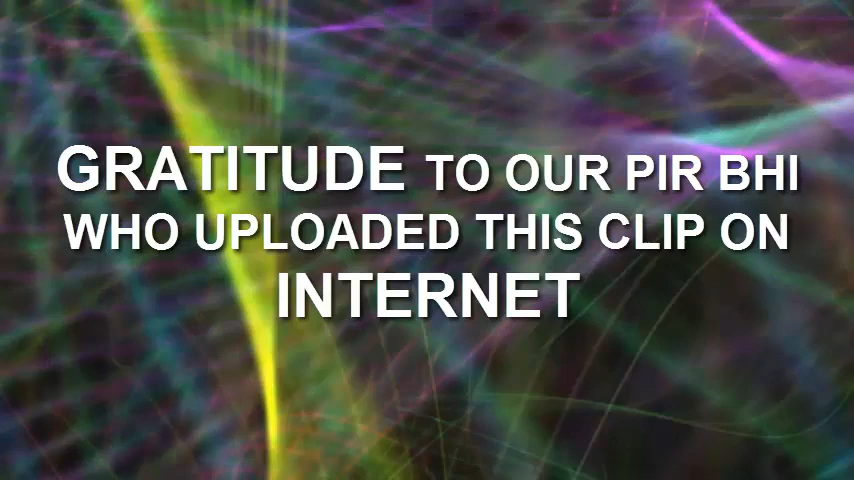 GRATITUDE TO OUR PIR BHI
WHO UPLOADED THIS CLIP ON
INTERNET